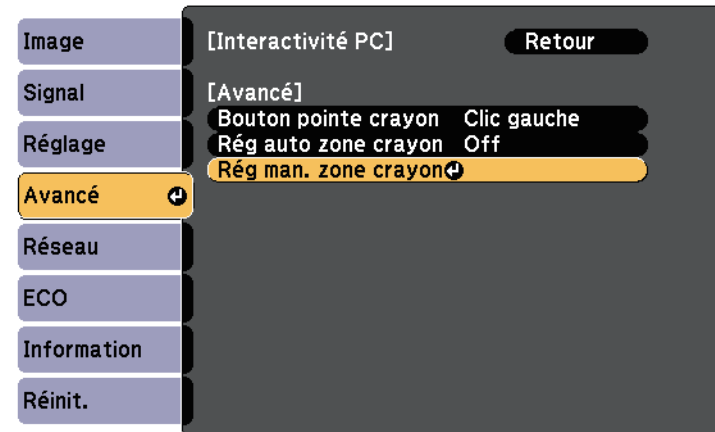 Image
Signal
Réglage
Avancé
Réseau
ECO
Information
Réinit.
[Interactivité PC] Retour
[Avancé]
Bouton pointe crayon Clic gauche
Rég auto zone crayon Off
Rég man. zone crayon